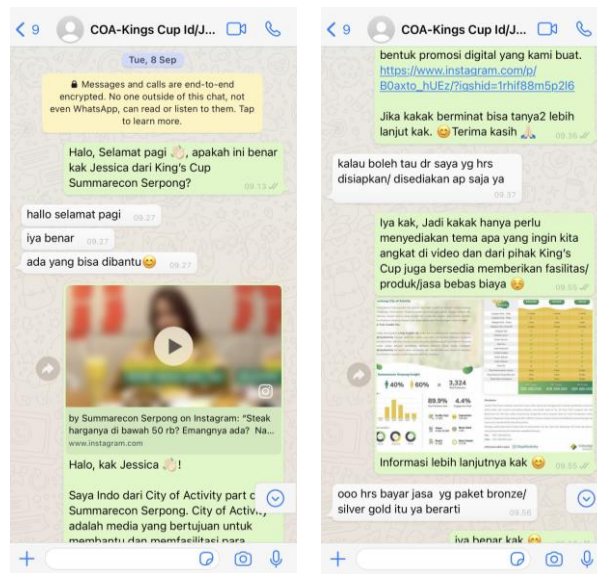 9
COA-Kings Cup Id/J...
Tue, 8 Sep
Messages and calls are end-to-end
encrypted. No one outside of this chat, not
even WhatsApp, can read or listen to them. Tap
to learn more.
Halo, Selamat pagi 👋🏻, apakah ini benar
kak Jessica dari King's Cup
Summarecon Serpong?
09.13
hallo selamat pagi
09.27
iya benar
09.27
ada yang bisa dibantu😊
09.27
by Summarecon Serpong on Instagram: "Steak
harganya di bawah 50 rb? Emangnya ada? Na...
www.instagram.com
Halo, kak Jessica 👋🏻!
Saya Indo dari City of Activity part
Summarecon Serpong. City of
adalah media yang bertujuan untuk
membantu dan memfasilitasi para
9
COA-Kings Cup Id/J...
bentuk promosi digital yang kami buat.
https://www.instagram.com/p/
B0axto_hUEz/?igshid=1rhif88m5p2l6
Jika kakak berminat bisa tanya2 lebih
lanjut kak. 😊Terima kasih 🙏🏻
09.36
kalau boleh tau dr saya yg hrs
disiapkan/ disediakan ap saja ya
09.37
Iya kak, Jadi kakak hanya perlu
menyediakan tema apa yang ingin kita
angkat di video dan dari pihak King's
Cup juga bersedia memberikan fasilitas/
produk/jasa bebas biaya ☺️
09.55
40%
60%
3,324
89.9%
4.4%
Informasi lebih lanjutnya kak 😊
09.55
ooo hrs bayar jasa yg paket bronze/
silver gold itu ya berarti
09.56
iya benar kak